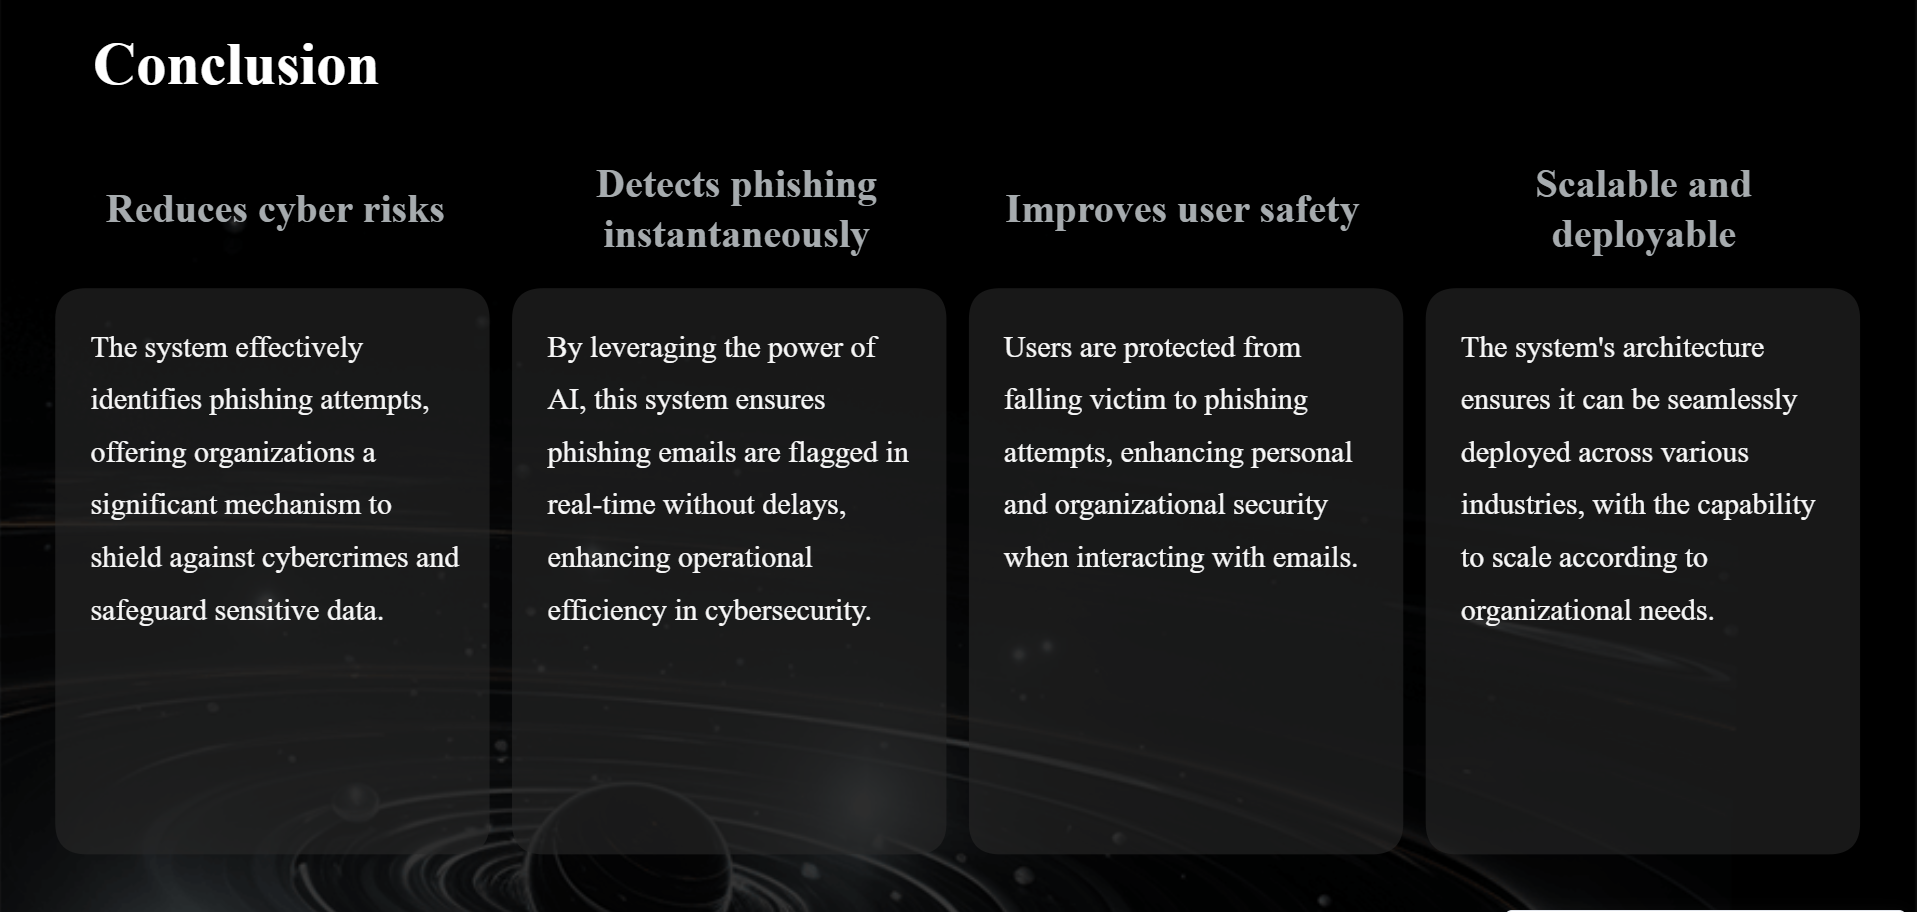 Conclusion
Reduces cyber risks
The system effectively
identifies phishing attempts,
offering organizations a
significant mechanism to
shield against cybercrimes and
safeguard sensitive data.
Detects phishing
instantaneously
By leveraging the power of
AI, this system ensures
phishing emails are flagged in
real-time without delays,
enhancing operational
efficiency in cybersecurity.
Improves user safety
Users are protected from
falling victim to phishing
attempts, enhancing personal
and organizational security
when interacting with emails.
Scalable and
deployable
The system's architecture
ensures it can be seamlessly
deployed across various
industries, with the capability
to scale according to
organizational needs.